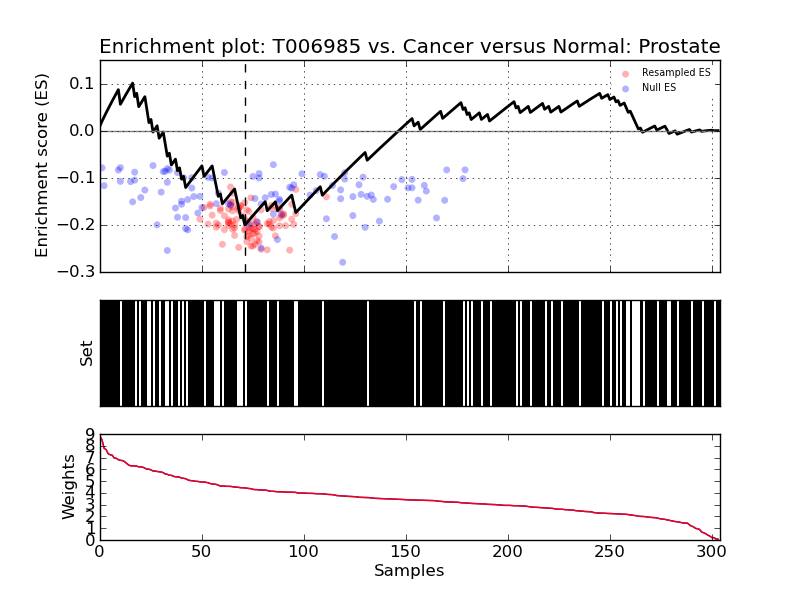 Enrichment plot: T006985 vs. Cancer versus Normal: Prostate
Enrichment score (ES)
0.1
0.0
−0.1
−0.2
−0.3
Resampled ES
Null ES
Set
Weights
9
8
7
6
5
4
3
2
1
0
0 50 100 150 200 250 300
Samples